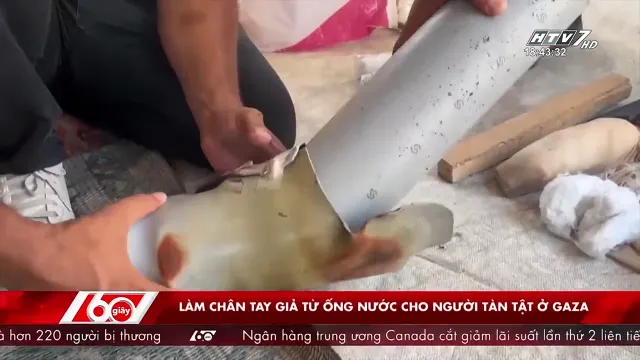 HTV7 HD
18:43:32
60 giây
LÀM CHÂN TAY GIẢ TỪ ỐNG NƯỚC CHO NGƯỜI TÀN TẬT Ở GAZA
à hơn 220 người bị thương 60 Ngân hàng trung ương Canada cắt giảm lãi suất lần thứ 2 liên tiế